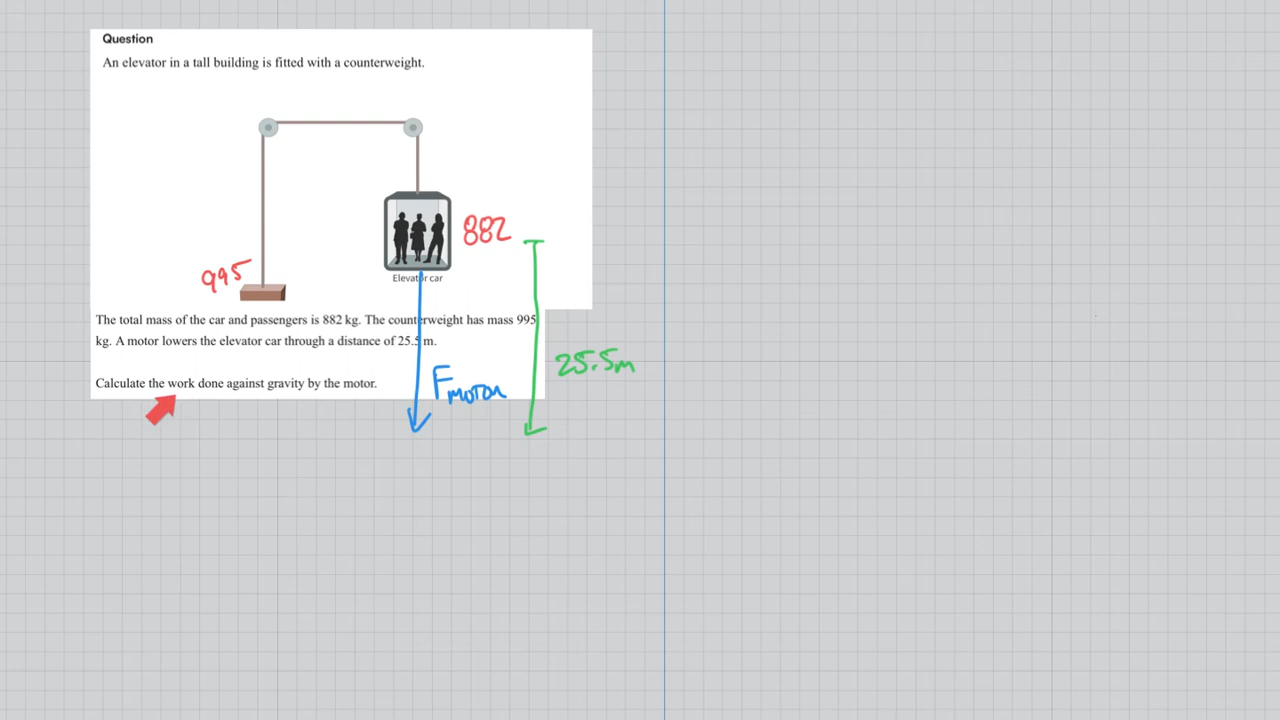 Question
An elevator in a tall building is fitted with a counterweight.
882
995
Elevator car
The total mass of the car and passengers is 882 kg. The counterweight has mass 995
kg. A motor lowers the elevator car through a distance of 25.5 m.
25.5m
Calculate the work done against gravity by the motor.
Fmotor